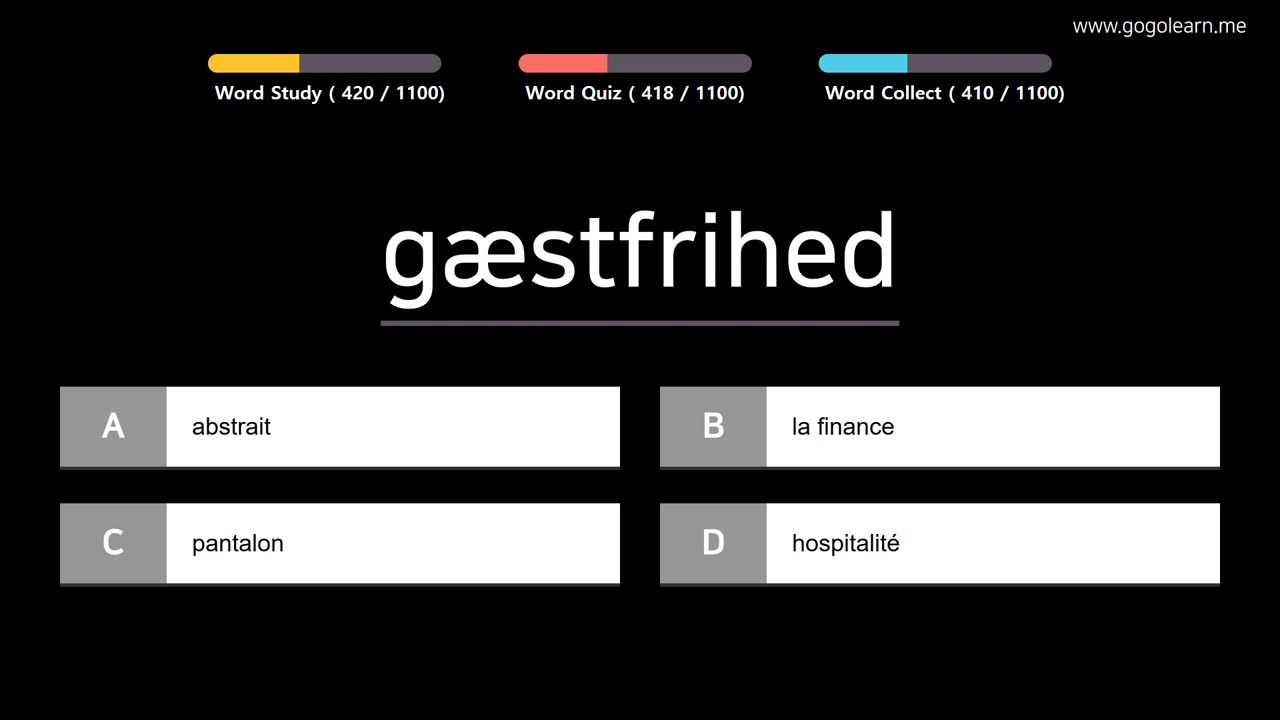 www.gogolearn.me
Word Study ( 420 / 1100)
Word Quiz ( 418 / 1100)
Word Collect ( 410 / 1100)
gæstfrihed
A
abstrait
B
la finance
C
pantalon
D
hospitalité